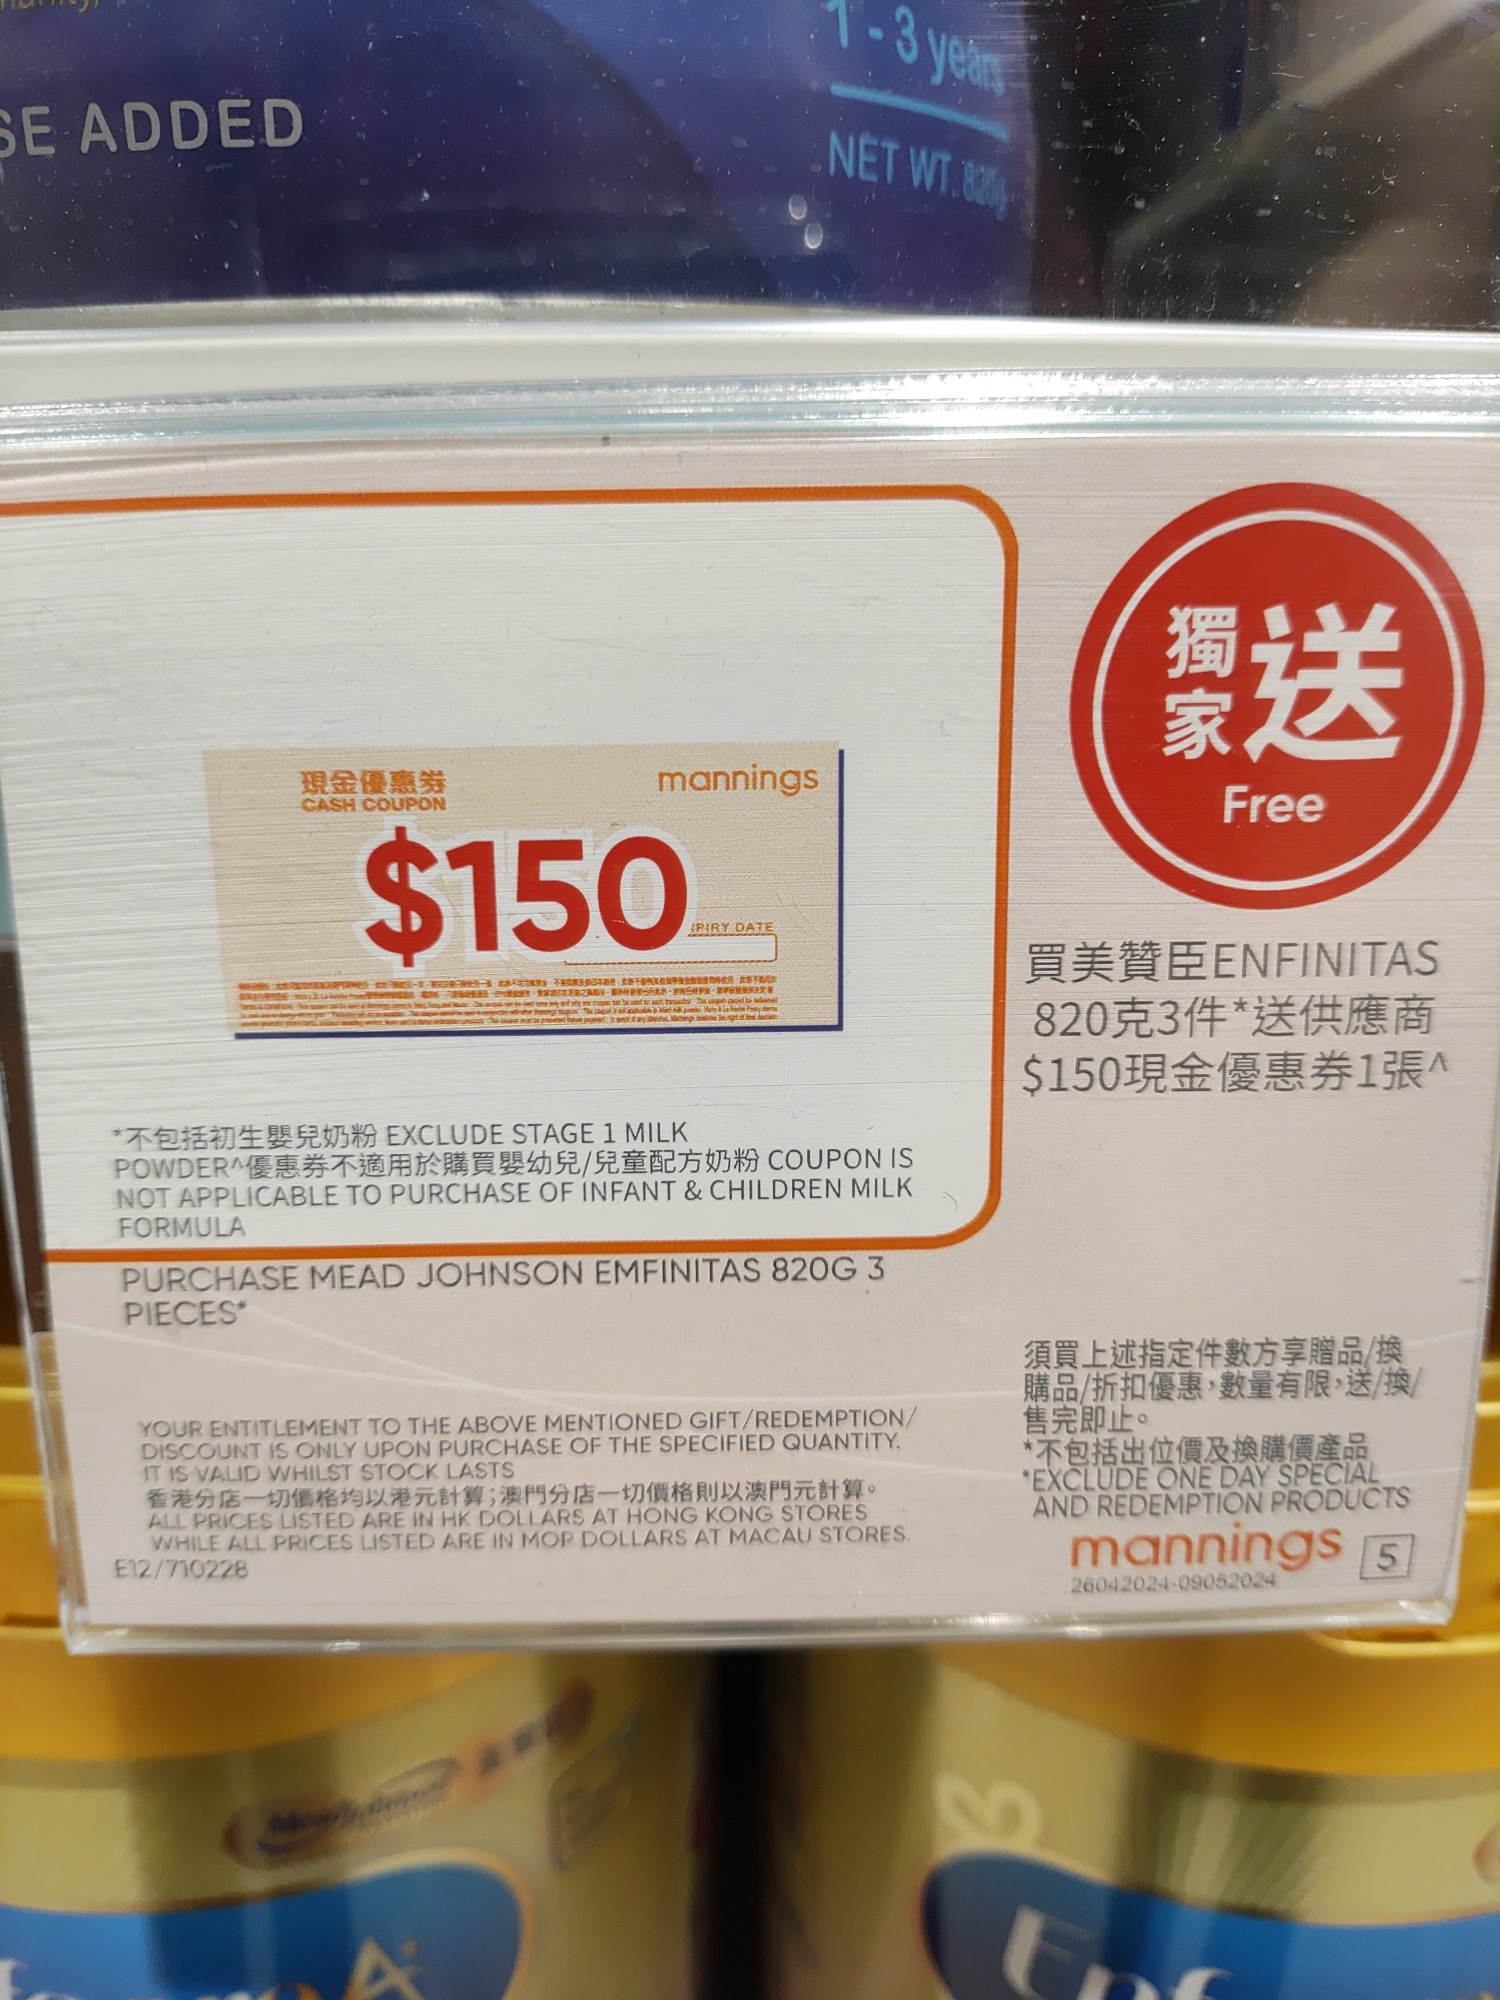 1 - 3 years
SE ADDED
NET WT. 820g
獨家送
Free
現金優惠券
CASH COUPON
mannings
$150
PIRY DATE
買美贊臣ENFINITAS
820克3件*送供應商
$150現金優惠券1張^
*不包括初生嬰兒奶粉 EXCLUDE STAGE 1 MILK
POWDER^優惠券不適用於購買嬰幼兒/兒童配方奶粉 COUPON IS
NOT APPLICABLE TO PURCHASE OF INFANT & CHILDREN MILK
FORMULA
PURCHASE MEAD JOHNSON EMFINITAS 820G 3
PIECES*
YOUR ENTITLEMENT TO THE ABOVE MENTIONED GIFT/REDEMPTION/
DISCOUNT IS ONLY UPON PURCHASE OF THE SPECIFIED QUANTITY.
IT IS VALID WHILST STOCK LASTS
香港分店一切價格均以港元計算；澳門分店一切價格則以澳門元計算。
ALL PRICES LISTED ARE IN HK DOLLARS AT HONG KONG STORES
WHILE ALL PRICES LISTED ARE IN MOP DOLLARS AT MACAU STORES.
E12/710228
須買上述指定件數方享贈品/換
購品/折扣優惠，數量有限，送/換/
售完即止。
*不包括出位價及換購價產品
*EXCLUDE ONE DAY SPECIAL
AND REDEMPTION PRODUCTS
mannings 5
26042024-09052024
MeadJohnson
A+
Enf